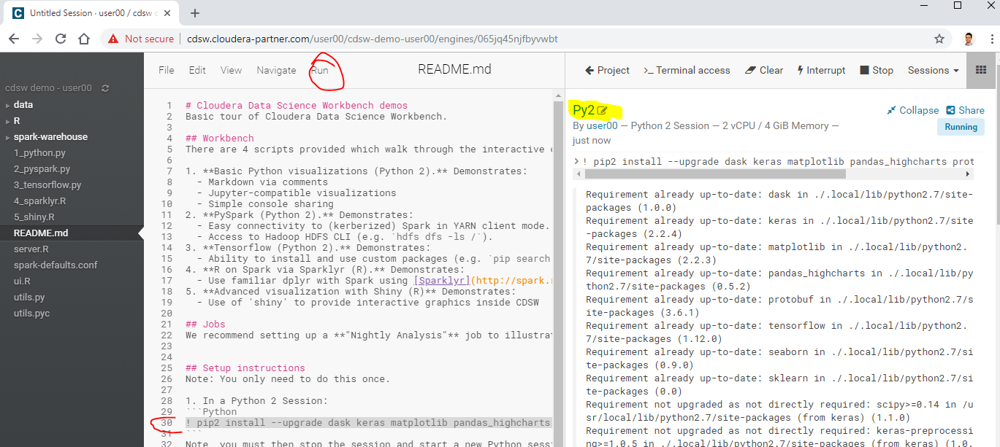 Untitled Session · user00 / cdsw
Not secure cdsw.cloudera-partner.com/user00/cdsw-demo-user00/engines/065jq45njfbyvwbt
cdsw demo - user00
data
R
spark-warehouse
1_python.py
2_pyspark.py
3_tensorflow.py
4_sparklyr.R
5_shiny.R
README.md
server.R
spark-defaults.conf
ui.R
utils.py
utils.pyc
File Edit View Navigate Run README.md
1 # Cloudera Data Science Workbench demos
2 Basic tour of Cloudera Data Science Workbench.
3
4 ## Workbench
5 There are 4 scripts provided which walk through the interactive
6
7 1. **Basic Python visualizations (Python 2).** Demonstrates:
8 - Markdown via comments
9 - Jupyter-compatible visualizations
10 - Simple console sharing
11 2. **PySpark (Python 2).** Demonstrates:
12 - Easy connectivity to (kerberized) Spark in YARN client mode.
13 - Access to Hadoop HDFS CLI (e.g. `hdfs dfs -ls /`).
14 3. **Tensorflow (Python 2).** Demonstrates:
15 - Ability to install and use custom packages (e.g. `pip search
16 4. **R on Spark via Sparklyr (R).** Demonstrates:
17 - Use familiar dplyr with Spark using [Sparklyr](http://spark.
18 5. **Advanced visualization with Shiny (R)** Demonstrates:
19 - Use of 'shiny' to provide interactive graphics inside CDSW
20
21 ## Jobs
22 We recommend setting up a **"Nightly Analysis"** job to illustra
23
24
25 ## Setup instructions
26 Note: You only need to do this once.
27
28 1. In a Python 2 Session:
29 ```Python
30 ! pip2 install --upgrade dask keras matplotlib pandas_highcharts
31 ```
32 Note, you must then stop the session and start a new Python sess
Project >_ Terminal access Clear Interrupt Stop Sessions
Py2 Collapse Share
By user00 — Python 2 Session — 2 vCPU / 4 GiB Memory —
just now
Running
> ! pip2 install --upgrade dask keras matplotlib pandas_highcharts prot
Requirement already up-to-date: dask in ./.local/lib/python2.7/site-
packages (1.0.0)
Requirement already up-to-date: keras in ./.local/lib/python2.7/site
-packages (2.2.4)
Requirement already up-to-date: matplotlib in ./.local/lib/python2.
7/site-packages (2.2.3)
Requirement already up-to-date: pandas_highcharts in ./.local/lib/py
thon2.7/site-packages (0.5.2)
Requirement already up-to-date: protobuf in ./.local/lib/python2.7/s
ite-packages (3.6.1)
Requirement already up-to-date: tensorflow in ./.local/lib/python2.
7/site-packages (1.12.0)
Requirement already up-to-date: seaborn in ./.local/lib/python2.7/si
te-packages (0.9.0)
Requirement already up-to-date: sklearn in ./.local/lib/python2.7/si
te-packages (0.0)
Requirement not upgraded as not directly required: scipy>=0.14 in /u
sr/local/lib/python2.7/site-packages (from keras) (1.1.0)
Requirement not upgraded as not directly required: keras-preprocessi
ng>=1.0.5 in ./.local/lib/python2.7/site-packages (from keras) (1.0.